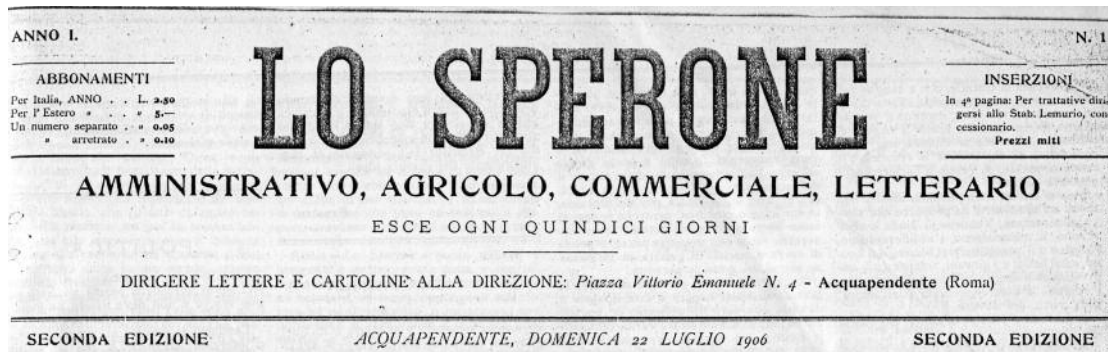 ANNO I.
N. 1
LO SPERONE
ABBONAMENTI
Per Italia, ANNO . . L. 2.50
Per l' Estero » . . » 5.—
Un numero separato . » 0.05
» arretrato . » 0.10
INSERZIONI
In 4ª pagina: Per trattative diri-
gersi allo Stab. Lemurio, con-
cessionario.
Prezzi miti
AMMINISTRATIVO, AGRICOLO, COMMERCIALE, LETTERARIO
ESCE OGNI QUINDICI GIORNI
DIRIGERE LETTERE E CARTOLINE ALLA DIREZIONE: Piazza Vittorio Emanuele N. 4 - Acquapendente (Roma)
SECONDA EDIZIONE ACQUAPENDENTE, DOMENICA 22 LUGLIO 1906 SECONDA EDIZIONE